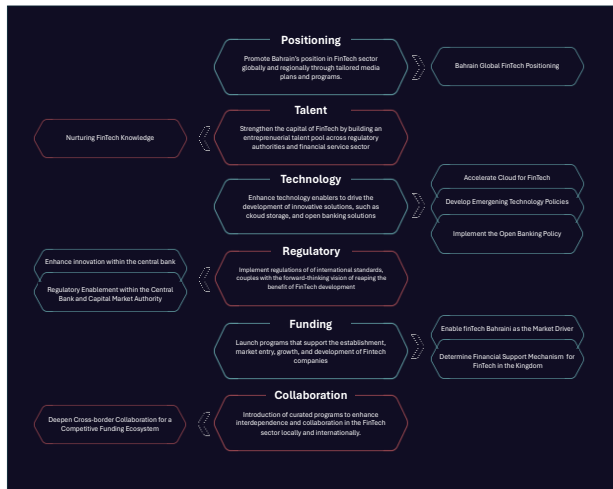 Positioning
Promote Bahrain's position in FinTech sector
globally and regionally through tailored media
plans and programs.
Bahrain Global FinTech Positioning
Talent
Strengthen the capital of FinTech by building an
entreprenuerial talent pool across regulatory
authorities and financial service sector
Nurturing FinTech Knowledge
Technology
Enhance technology enablers to drive the
development of innovative solutions, such as
ckoud storage, and open banking solutions
Accelerate Cloud for FinTech
Develop Emergening Technology Policies
Implement the Open Banking Policy
Regulatory
Implement regulations of of international standards,
couples with the forward-thinking vision of reaping the
benefit of FinTech development
Enhance innovation within the central bank
Regulatory Enablement within the Central
Bank and Capital Market Authority
Funding
Launch programs that support the establishment,
market entry, growth, and development of Fintech
companies
Enable finTech Bahraini as the Market Driver
Determine Financial Support Mechanism for
FinTech in the Kingdom
Collaboration
Introduction of curated programs to enhance
interdependence and collaboration in the FinTech
sector locally and internationally.
Deepen Cross-border Collaboration for a
Competitive Funding Ecosystem